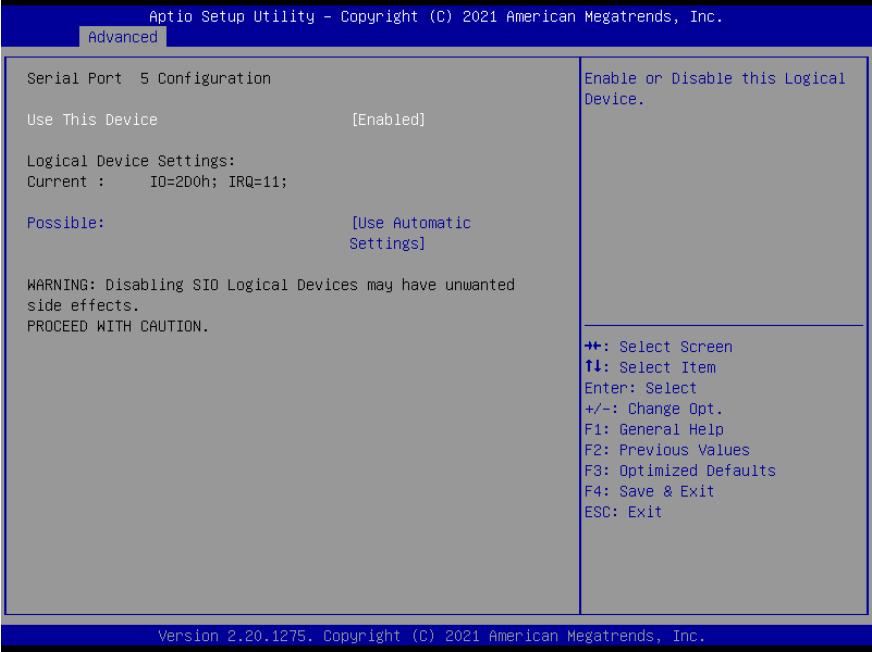 Aptio Setup Utility – Copyright (C) 2021 American Megatrends, Inc.
Advanced
Serial Port  5 Configuration
Use This Device [Enabled]
Logical Device Settings:
Current : IO=2D0h; IRQ=11;
Possible: [Use Automatic
Settings]
WARNING: Disabling SIO Logical Devices may have unwanted
side effects.
PROCEED WITH CAUTION.
Enable or Disable this Logical
Device.
→←: Select Screen
↑↓: Select Item
Enter: Select
+/-: Change Opt.
F1: General Help
F2: Previous Values
F3: Optimized Defaults
F4: Save & Exit
ESC: Exit
Version 2.20.1275. Copyright (C) 2021 American Megatrends, Inc.